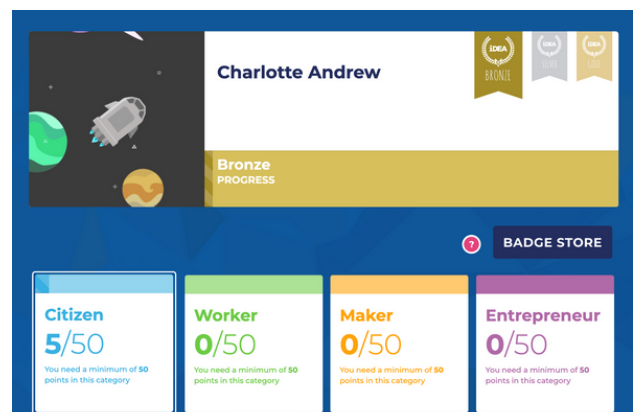 Charlotte Andrew
iDEA
BRONZE
iDEA
SILVER
iDEA
GOLD
Bronze
PROGRESS
?
BADGE STORE
Citizen
5/50
You need a minimum of 50
points in this category
Worker
0/50
You need a minimum of 50
points in this category
Maker
0/50
You need a minimum of 50
points in this category
Entrepreneur
0/50
You need a minimum of 50
points in this category